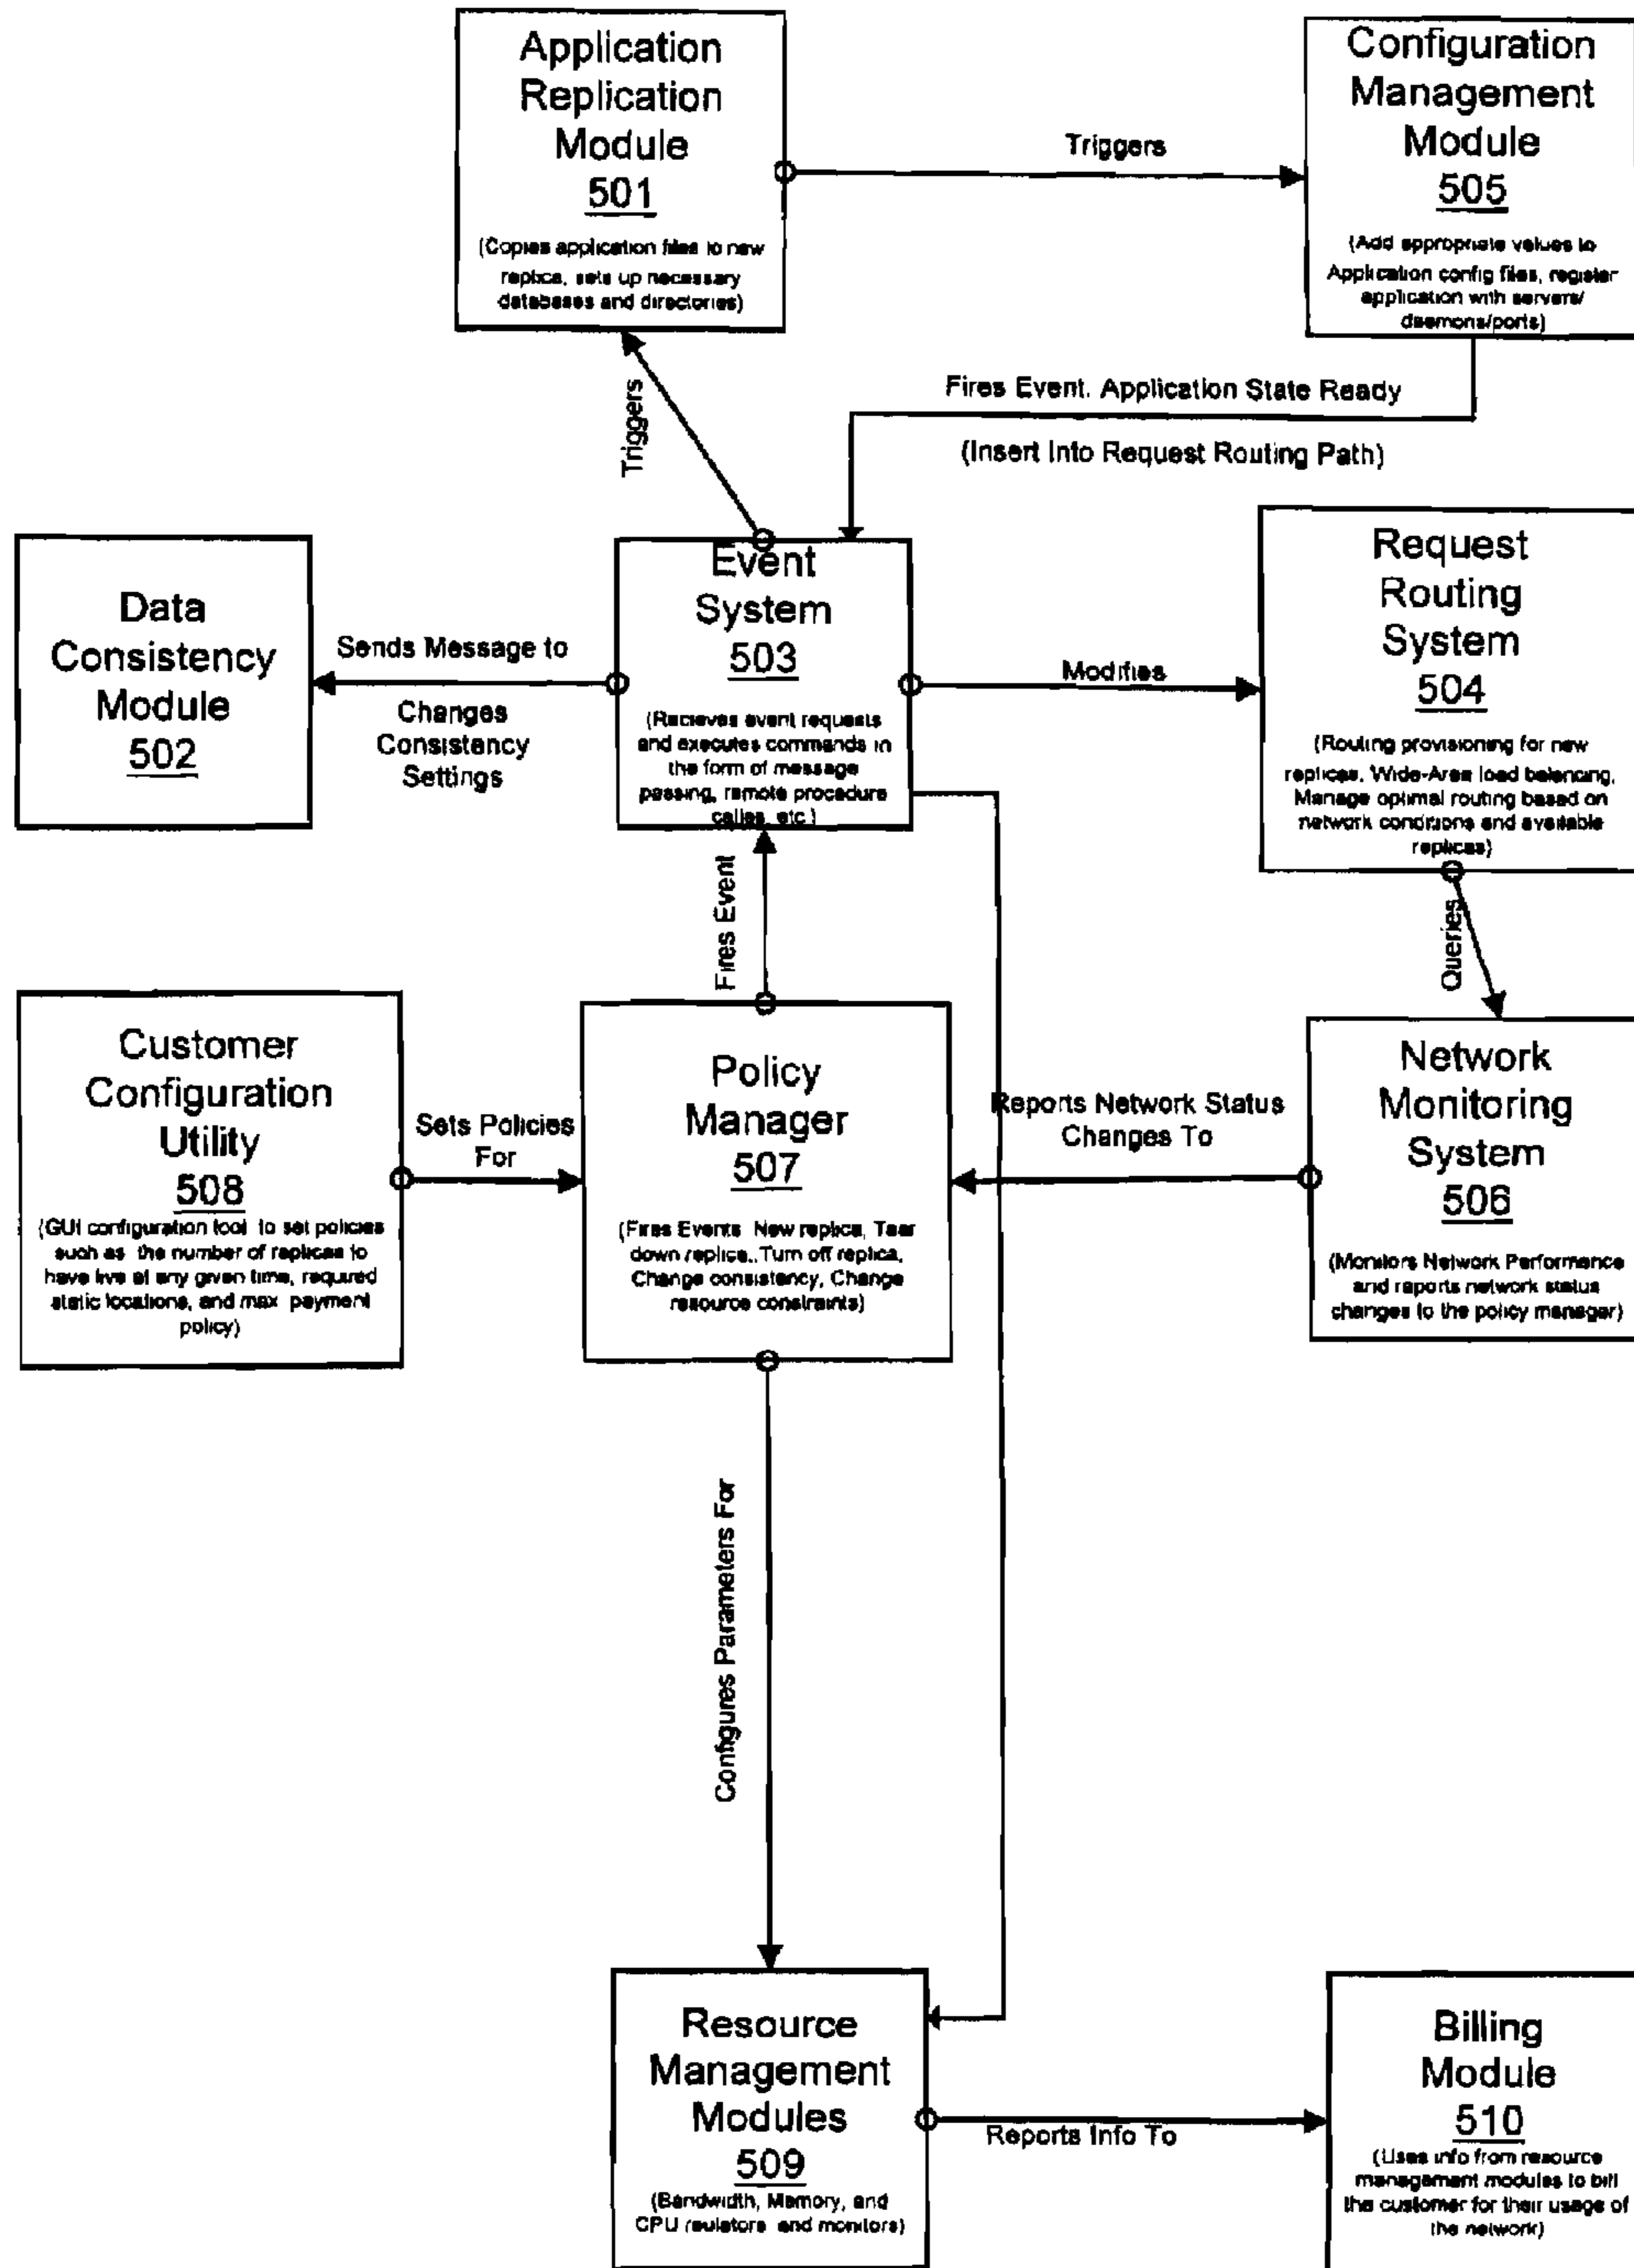 Application
Replication
Module
501
(Copies application files to new
replica, sets up necessary
databases and directories)
Triggers
Configuration
Management
Module
505
(Add appropriate values to
Application config files, register
application with servers/
daemons/ports)
Triggers
Fires Event. Application State Ready
(Insert Into Request Routing Path)
Data
Consistency
Module
502
Sends Message to
Changes
Consistency
Settings
Event
System
503
(Recieves event requests
and executes commands in
the form of message
passing, remote procedure
calles, etc.)
Modifies
Request
Routing
System
504
(Routing provisioning for new
replicas, Wide-Area load balancing,
Manage optimal routing based on
network conditions and available
replicas)
Fires Event
Queries
Customer
Configuration
Utility
508
(GUI configuration tool to set policies
such as the number of replicas to
have live at any given time, required
static locations, and max payment
policy)
Sets Policies
For
Policy
Manager
507
(Fires Events New replica, Tear
down replica,.Turn off replica,
Change consistency, Change
resource constraints)
Reports Network Status
Changes To
Network
Monitoring
System
506
(Monitors Network Performance
and reports network status
changes to the policy manager)
Configures Parameters For
Resource
Management
Modules
509
(Bandwidth, Memory, and
CPU reulators and monitors)
Reports Info To
Billing
Module
510
(Uses info from resource
management modules to bill
the customer for their usage of
the network)